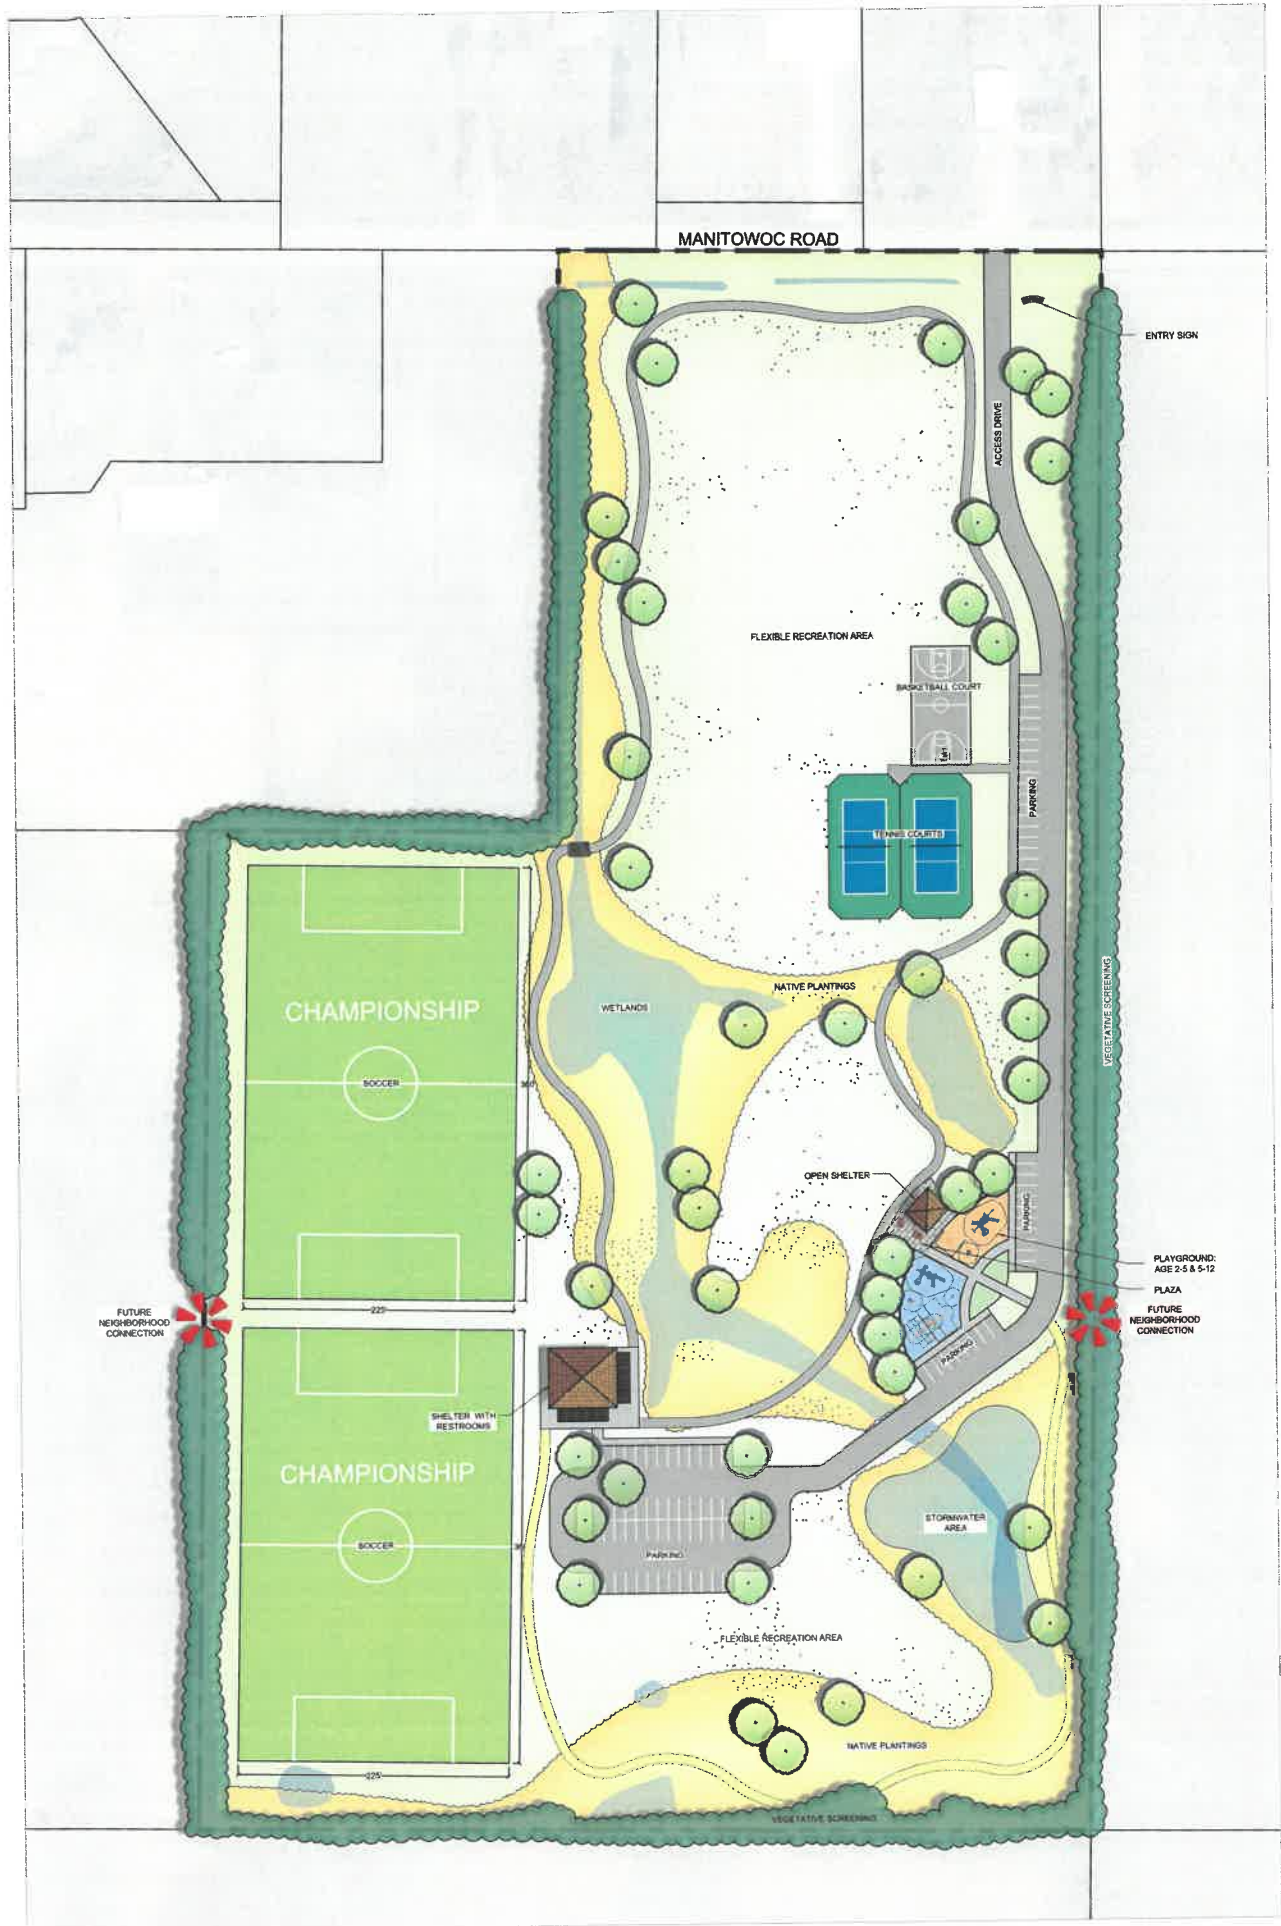 MANITOWOC ROAD
ENTRY SIGN
ACCESS DRIVE
FLEXIBLE RECREATION AREA
BASKETBALL COURT
PARKING
TENNIS COURTS
VEGETATIVE SCREENING
NATIVE PLANTINGS
WETLANDS
CHAMPIONSHIP
SOCCER
360'
OPEN SHELTER
PARKING
PLAYGROUND:
AGE 2-5 & 5-12
PLAZA
FUTURE
NEIGHBORHOOD
CONNECTION
225'
FUTURE
NEIGHBORHOOD
CONNECTION
PARKING
SHELTER WITH
RESTROOMS
CHAMPIONSHIP
STORMWATER
AREA
SOCCER
PARKING
FLEXIBLE RECREATION AREA
NATIVE PLANTINGS
225'
VEGETATIVE SCREENING